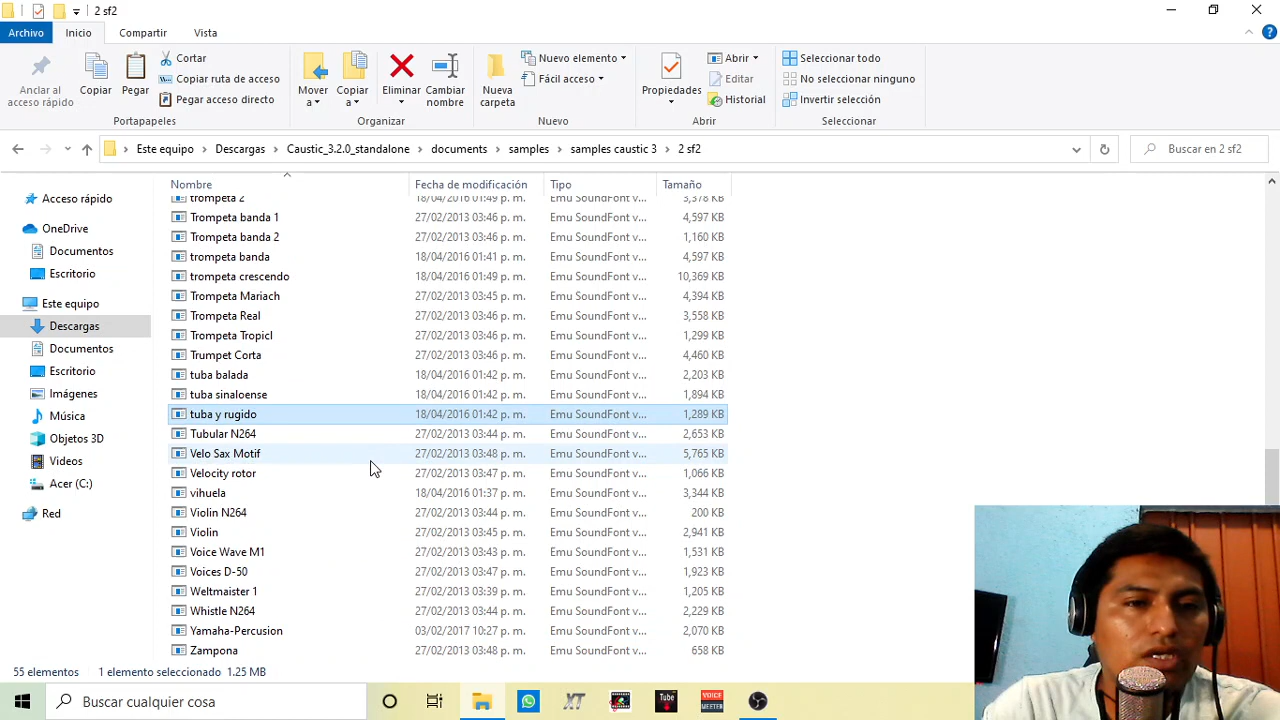 2 sf2
Archivo Inicio Compartir Vista
Anclar al acceso rápido
Copiar
Pegar
Cortar
Copiar ruta de acceso
Pegar acceso directo
Portapapeles
Mover a
Copiar a
Eliminar
Cambiar nombre
Organizar
Nueva carpeta
Nuevo elemento
Fácil acceso
Nuevo
Propiedades
Abrir
Editar
Historial
Abrir
Seleccionar todo
No seleccionar ninguno
Invertir selección
Seleccionar
Este equipo > Descargas > Caustic_3.2.0_standalone > documents > samples > samples caustic 3 > 2 sf2
Buscar en 2 sf2
Acceso rápido
OneDrive
Documentos
Escritorio
Este equipo
Descargas
Documentos
Escritorio
Imágenes
Música
Objetos 3D
Videos
Acer (C:)
Red
Nombre Fecha de modificación Tipo Tamaño
trompeta 2 18/04/2016 01:49 p. m. Emu SoundFont v... 3,378 KB
Trompeta banda 1 27/02/2013 03:46 p. m. Emu SoundFont v... 4,597 KB
Trompeta banda 2 27/02/2013 03:46 p. m. Emu SoundFont v... 1,160 KB
trompeta banda 18/04/2016 01:41 p. m. Emu SoundFont v... 4,597 KB
trompeta crescendo 18/04/2016 01:49 p. m. Emu SoundFont v... 10,369 KB
Trompeta Mariach 27/02/2013 03:45 p. m. Emu SoundFont v... 4,394 KB
Trompeta Real 27/02/2013 03:46 p. m. Emu SoundFont v... 3,558 KB
Trompeta Tropicl 27/02/2013 03:46 p. m. Emu SoundFont v... 1,299 KB
Trumpet Corta 27/02/2013 03:46 p. m. Emu SoundFont v... 4,460 KB
tuba balada 18/04/2016 01:42 p. m. Emu SoundFont v... 2,203 KB
tuba sinaloense 18/04/2016 01:42 p. m. Emu SoundFont v... 1,894 KB
tuba y rugido 18/04/2016 01:42 p. m. Emu SoundFont v... 1,289 KB
Tubular N264 27/02/2013 03:44 p. m. Emu SoundFont v... 2,653 KB
Velo Sax Motif 27/02/2013 03:48 p. m. Emu SoundFont v... 5,765 KB
Velocity rotor 27/02/2013 03:47 p. m. Emu SoundFont v... 1,066 KB
vihuela 18/04/2016 01:37 p. m. Emu SoundFont v... 3,344 KB
Violin N264 27/02/2013 03:44 p. m. Emu SoundFont v... 200 KB
Violin 27/02/2013 03:45 p. m. Emu SoundFont v... 2,941 KB
Voice Wave M1 27/02/2013 03:43 p. m. Emu SoundFont v... 1,531 KB
Voices D-50 27/02/2013 03:47 p. m. Emu SoundFont v... 1,923 KB
Weltmaister 1 27/02/2013 03:39 p. m. Emu SoundFont v... 1,205 KB
Whistle N264 27/02/2013 03:44 p. m. Emu SoundFont v... 2,229 KB
Yamaha-Percusion 03/02/2017 10:27 p. m. Emu SoundFont v... 2,070 KB
Zampona 27/02/2013 03:48 p. m. Emu SoundFont v... 658 KB
55 elementos 1 elemento seleccionado 1.25 MB
Buscar cualquier cosa
XT
Tube
VOICE
MEETER